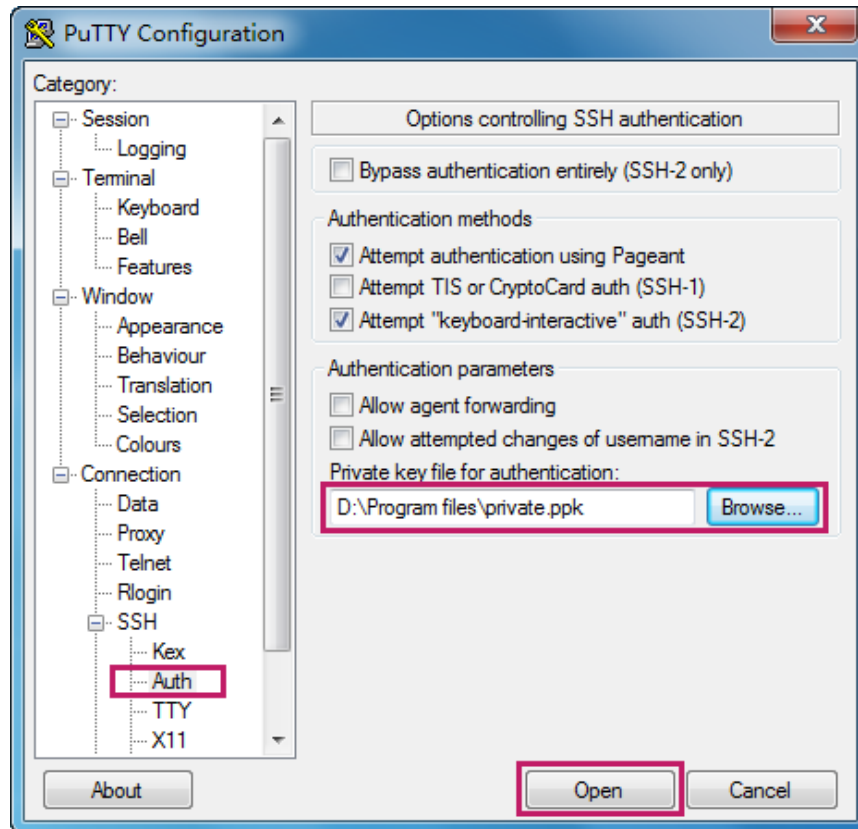 PuTTY Configuration
Category:
Session
Logging
Terminal
Keyboard
Bell
Features
Window
Appearance
Behaviour
Translation
Selection
Colours
Connection
Data
Proxy
Telnet
Rlogin
SSH
Kex
Auth
TTY
X11
Options controlling SSH authentication
Bypass authentication entirely (SSH-2 only)
Authentication methods
Attempt authentication using Pageant
Attempt TIS or CryptoCard auth (SSH-1)
Attempt "keyboard-interactive" auth (SSH-2)
Authentication parameters
Allow agent forwarding
Allow attempted changes of username in SSH-2
Private key file for authentication:
D:\Program files\private.ppk
Browse...
About
Open
Cancel